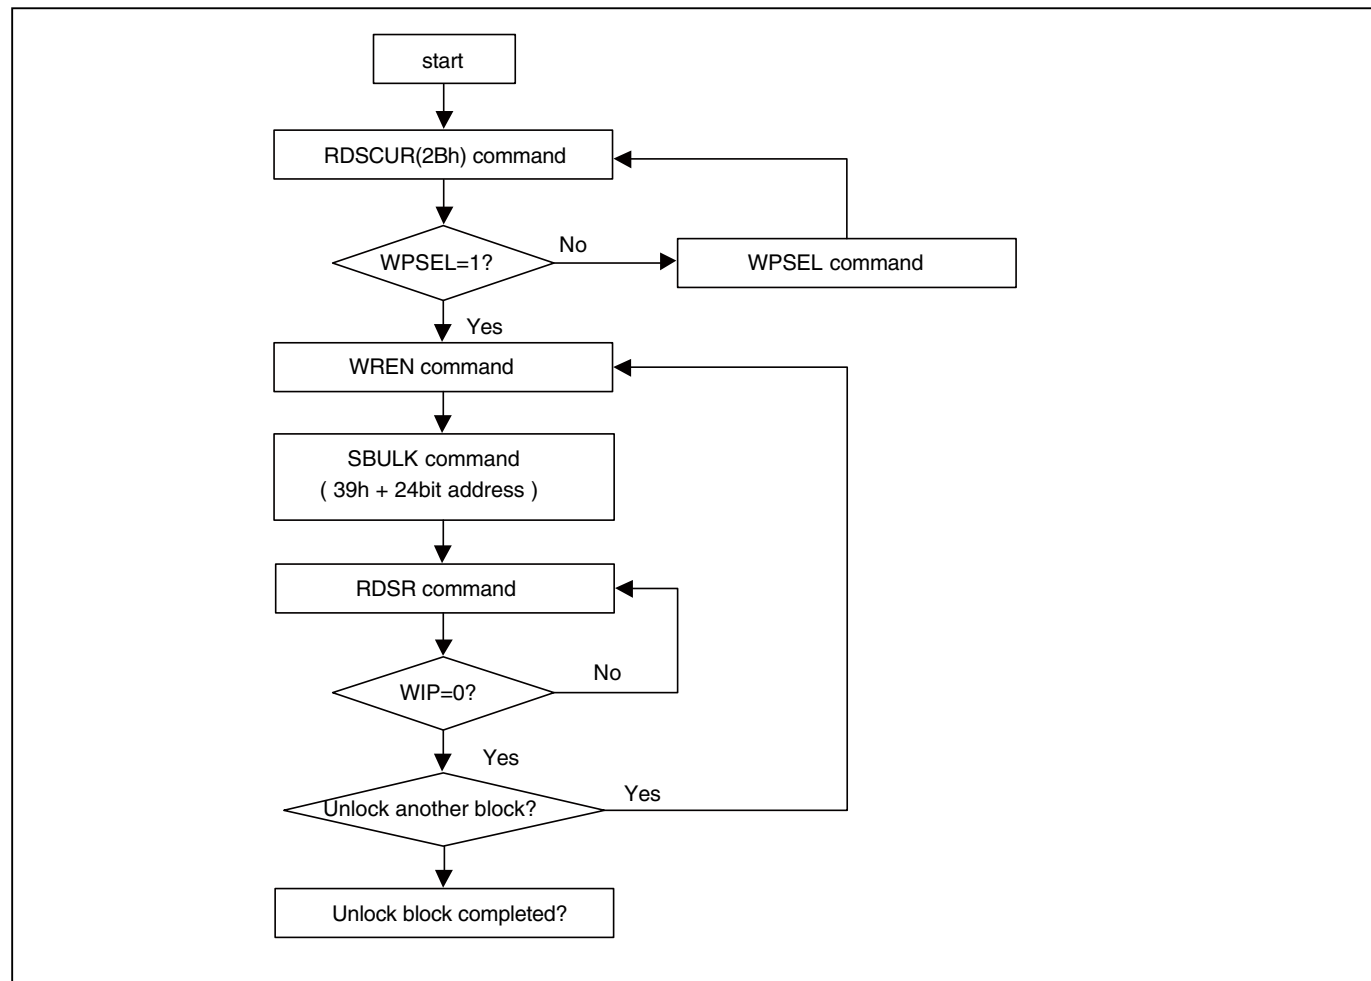 start
RDSCUR(2Bh) command
WPSEL=1?
No
WPSEL command
Yes
WREN command
SBULK command
( 39h + 24bit address )
RDSR command
WIP=0?
No
Yes
Unlock another block?
Yes
Unlock block completed?